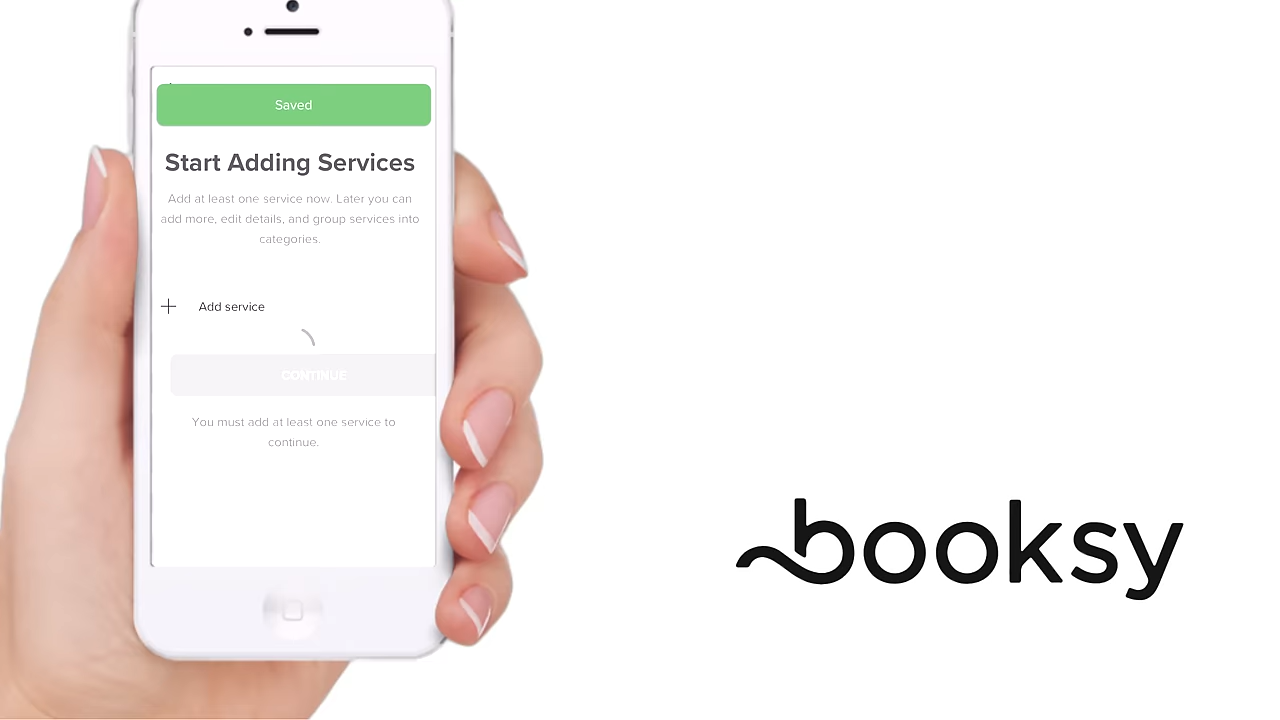 Saved
Start Adding Services
Add at least one service now. Later you can
add more, edit details, and group services into
categories.
Add service
CONTINUE
You must add at least one service to
continue.
booksy